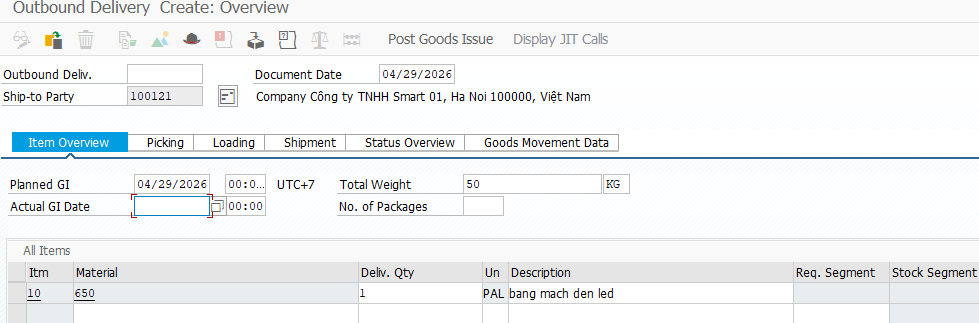 Outbound Delivery Create: Overview
Post Goods Issue Display JIT Calls
Outbound Deliv. Document Date 04/29/2026
Ship-to Party 100121 Company Công ty TNHH Smart 01, Ha Noi 100000, Việt Nam
Item Overview Picking Loading Shipment Status Overview Goods Movement Data
Planned GI 04/29/2026 00:0... UTC+7 Total Weight 50 KG
Actual GI Date 00:00 No. of Packages
All Items
Itm Material Deliv. Qty Un Description Req. Segment Stock Segment
10 650 1 PAL bang mach den led